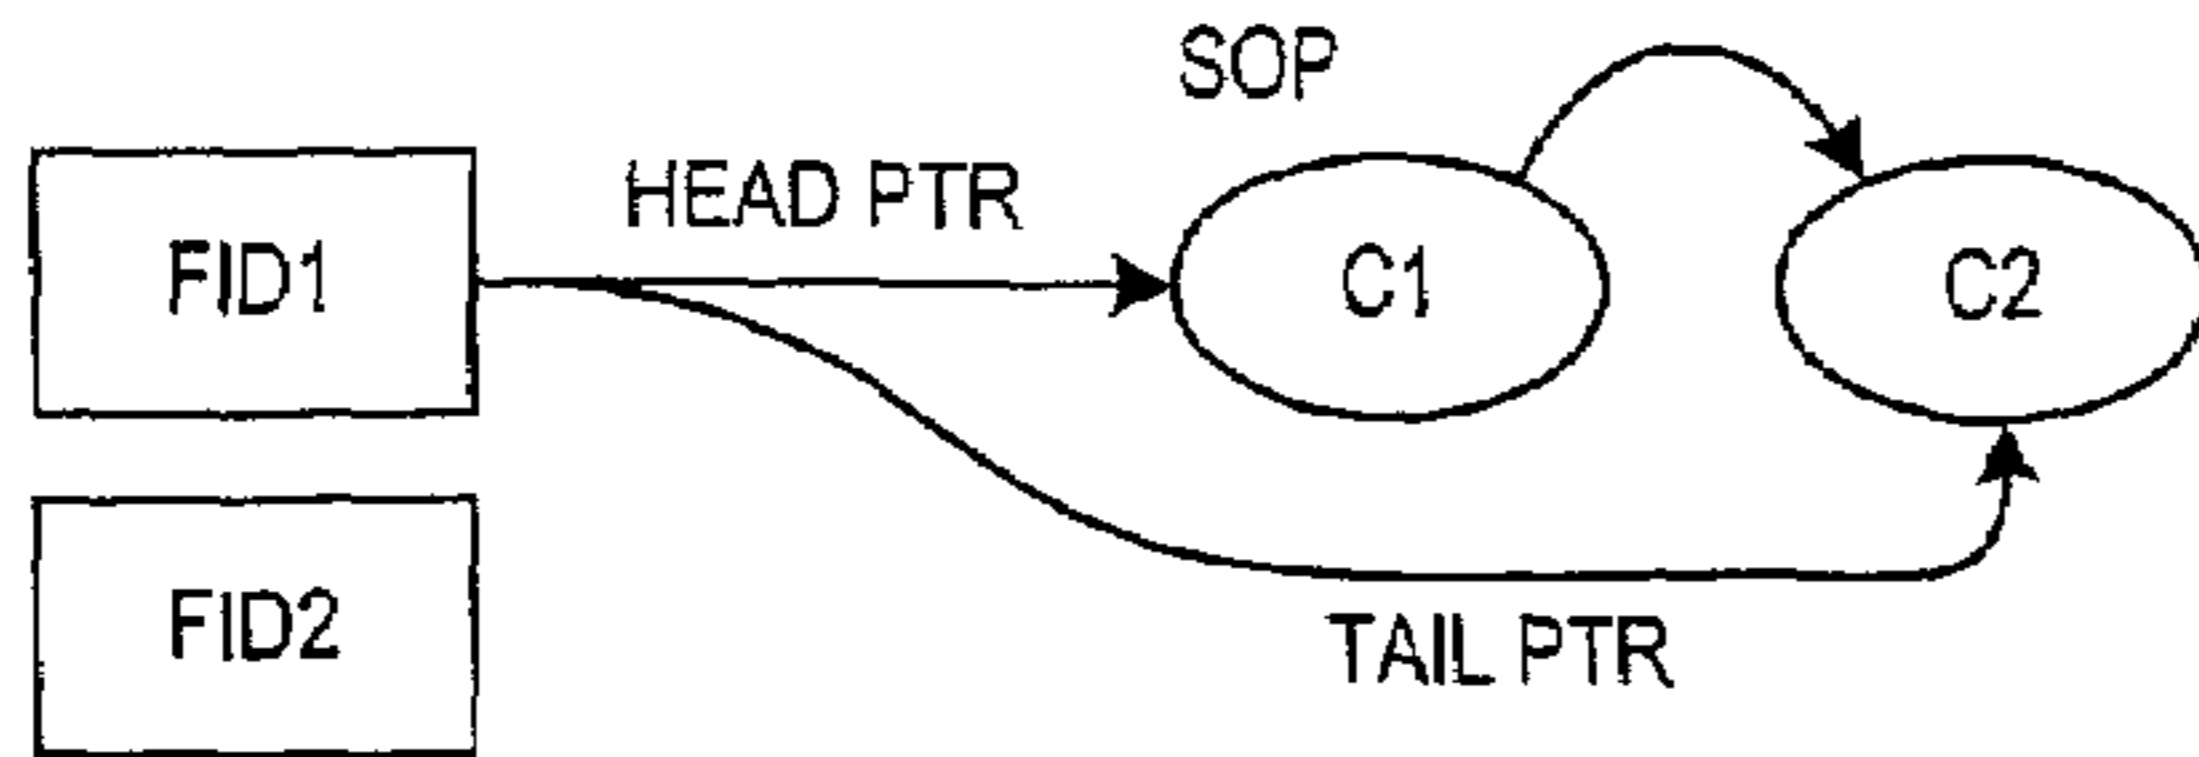 SOP
HEAD PTR
FID1
C1
C2
FID2
TAIL PTR